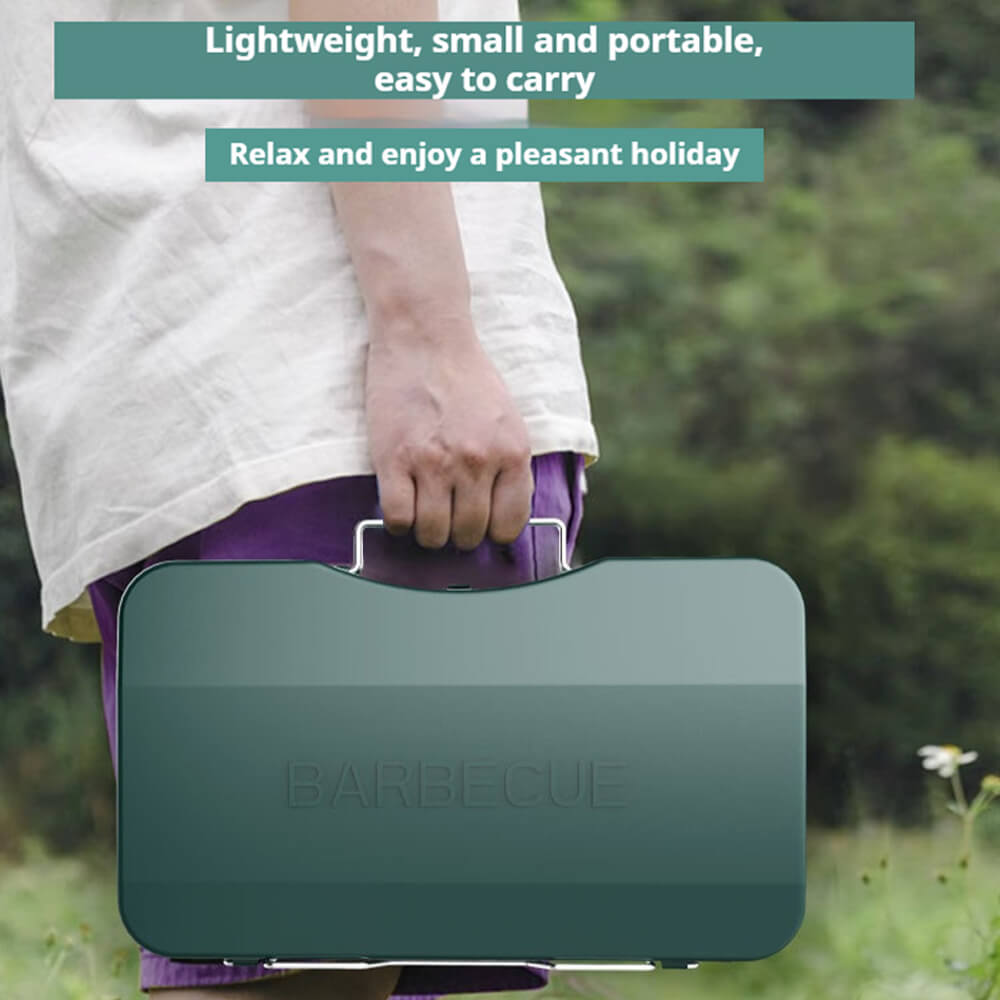 Lightweight, small and portable,
easy to carry
Relax and enjoy a pleasant holiday
BARBECUE